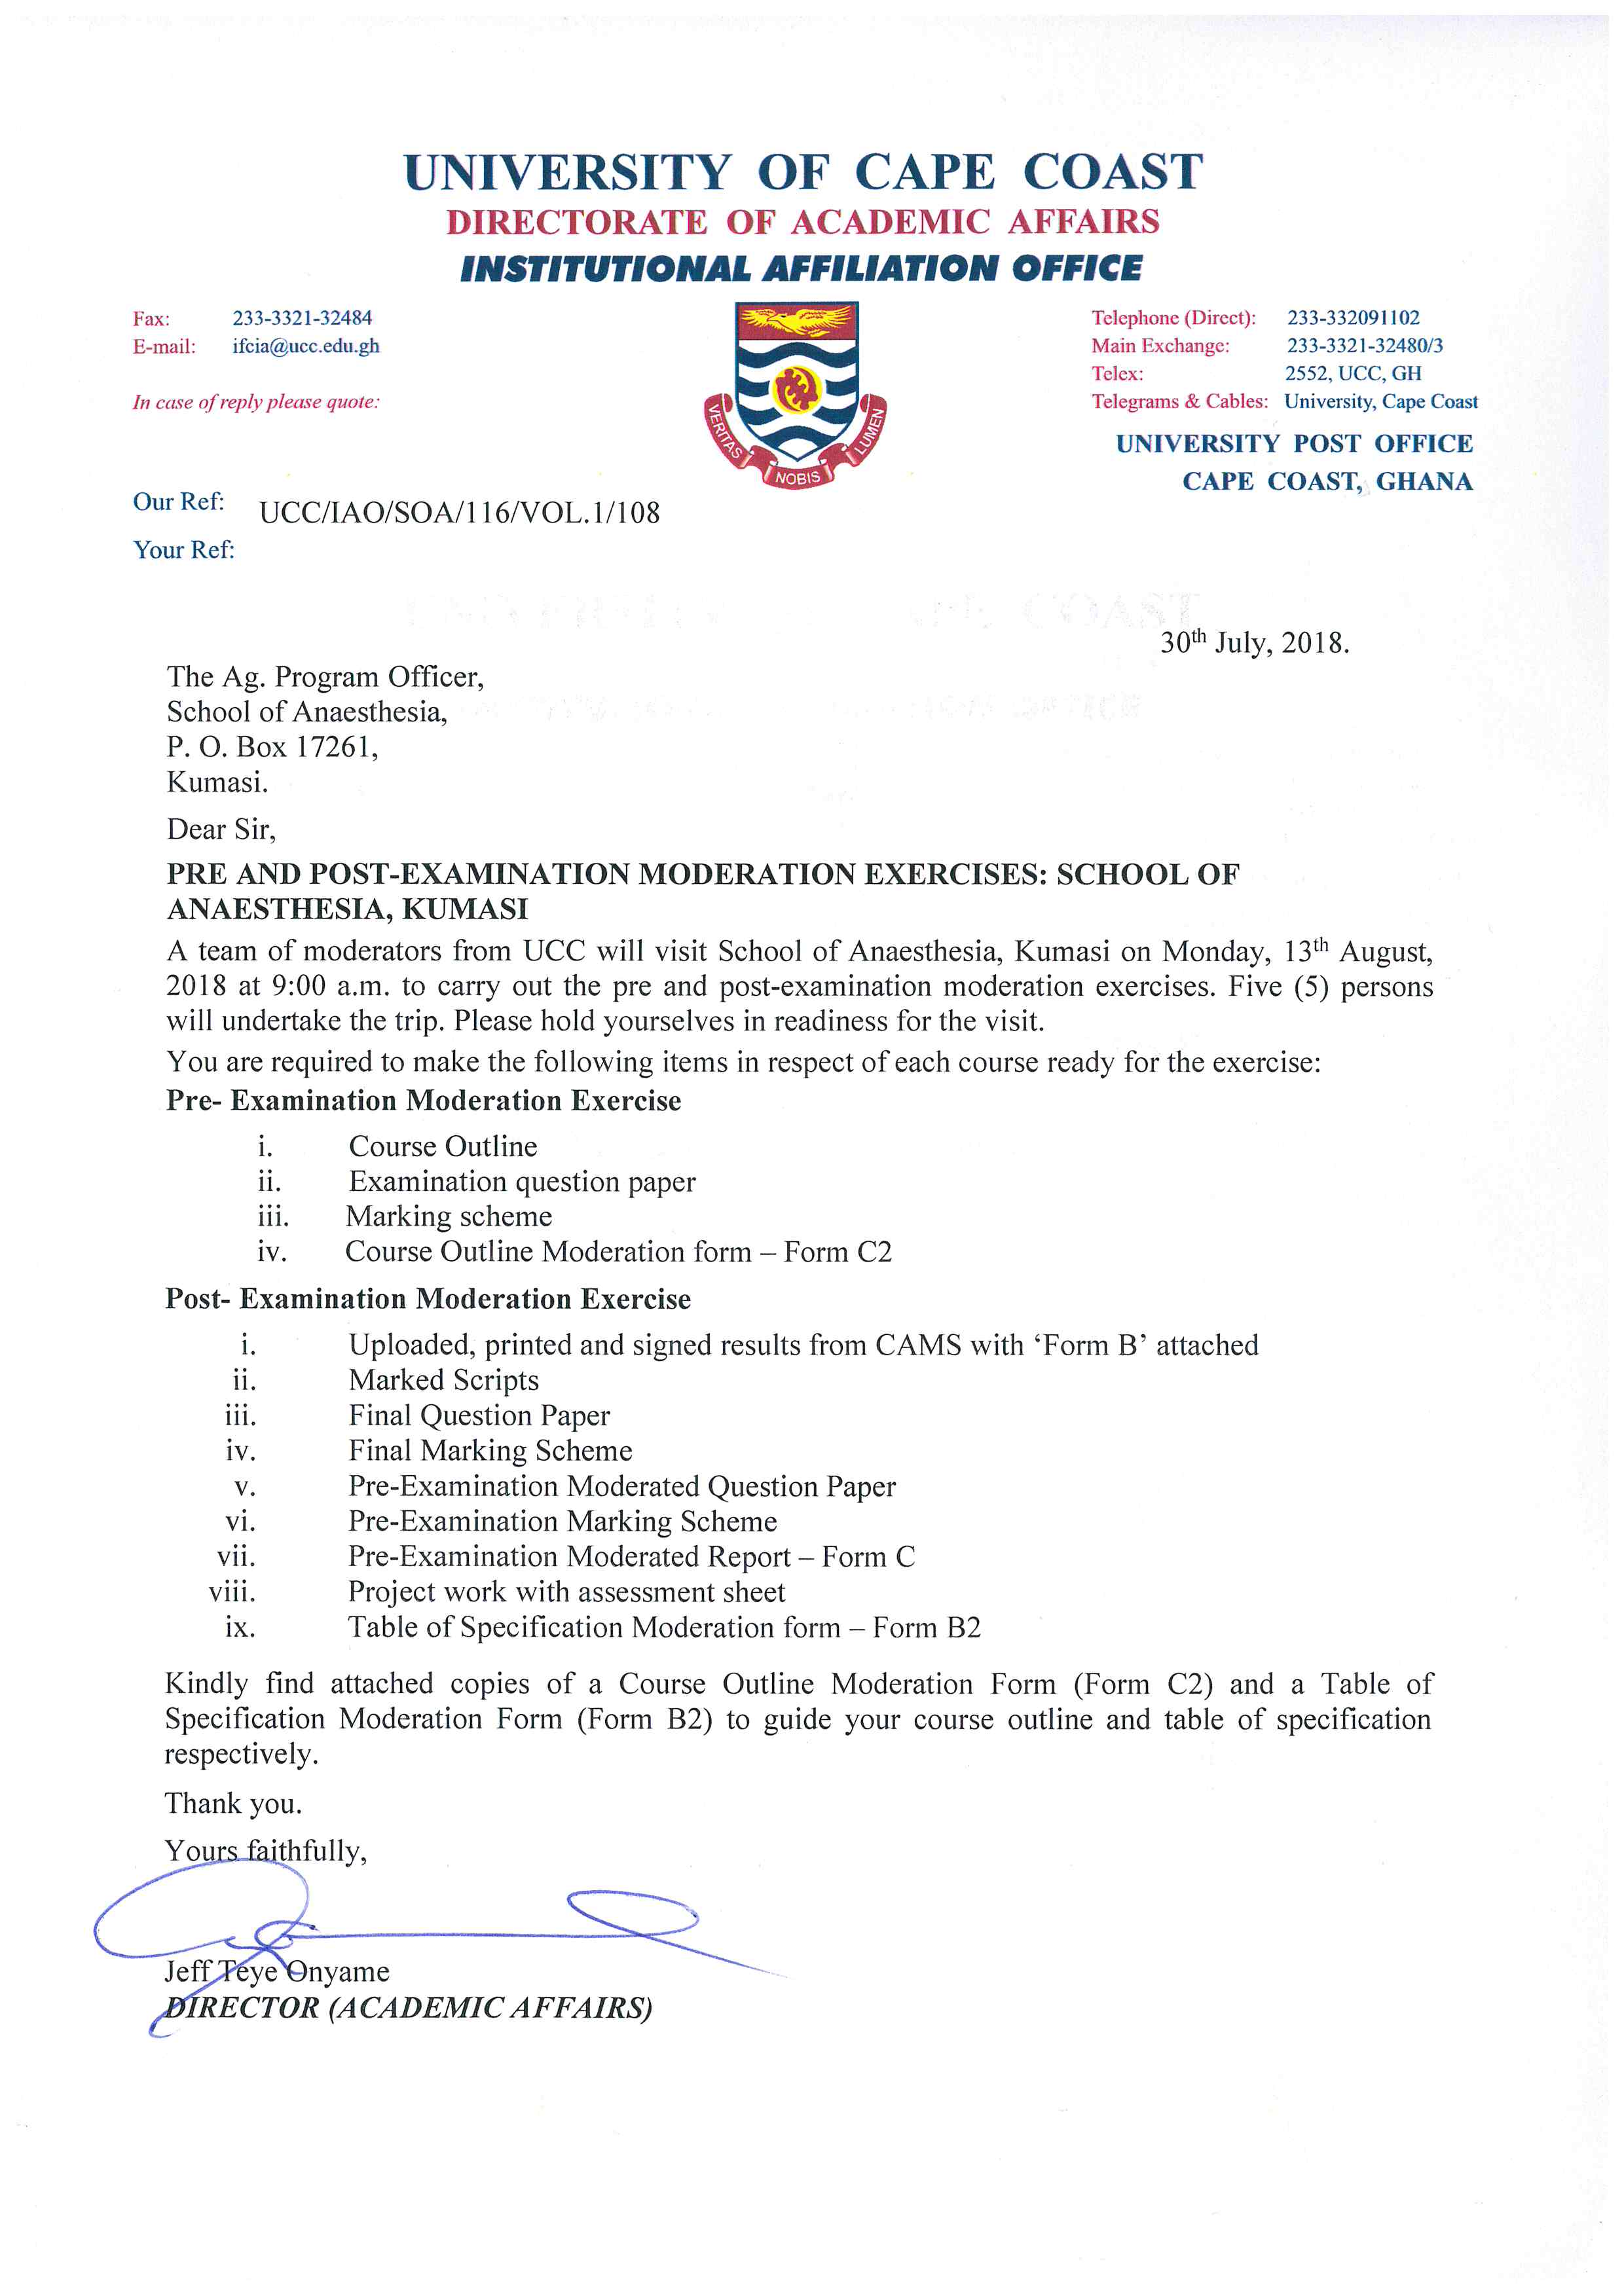 UNIVERSITY OF CAPE COAST
DIRECTORATE OF ACADEMIC AFFAIRS
INSTITUTIONAL AFFILIATION OFFICE
Fax: 233-3321-32484
E-mail: ifcia@ucc.edu.gh
In case of reply please quote:
VERITAS NOBIS LUMEN
Telephone (Direct): 233-332091102
Main Exchange: 233-3321-32480/3
Telex: 2552, UCC, GH
Telegrams & Cables: University, Cape Coast
UNIVERSITY POST OFFICE
CAPE COAST, GHANA
Our Ref: UCC/IAO/SOA/116/VOL.1/108
Your Ref:
30th July, 2018.
The Ag. Program Officer,
School of Anaesthesia,
P. O. Box 17261,
Kumasi.
Dear Sir,
PRE AND POST-EXAMINATION MODERATION EXERCISES: SCHOOL OF
ANAESTHESIA, KUMASI
A team of moderators from UCC will visit School of Anaesthesia, Kumasi on Monday, 13th August,
2018 at 9:00 a.m. to carry out the pre and post-examination moderation exercises. Five (5) persons
will undertake the trip. Please hold yourselves in readiness for the visit.
You are required to make the following items in respect of each course ready for the exercise:
Pre- Examination Moderation Exercise
i. Course Outline
ii. Examination question paper
iii. Marking scheme
iv. Course Outline Moderation form – Form C2
Post- Examination Moderation Exercise
i. Uploaded, printed and signed results from CAMS with ‘Form B’ attached
ii. Marked Scripts
iii. Final Question Paper
iv. Final Marking Scheme
v. Pre-Examination Moderated Question Paper
vi. Pre-Examination Marking Scheme
vii. Pre-Examination Moderated Report – Form C
viii. Project work with assessment sheet
ix. Table of Specification Moderation form – Form B2
Kindly find attached copies of a Course Outline Moderation Form (Form C2) and a Table of
Specification Moderation Form (Form B2) to guide your course outline and table of specification
respectively.
Thank you.
Yours faithfully,
Jeff Teye Onyame
DIRECTOR (ACADEMIC AFFAIRS)